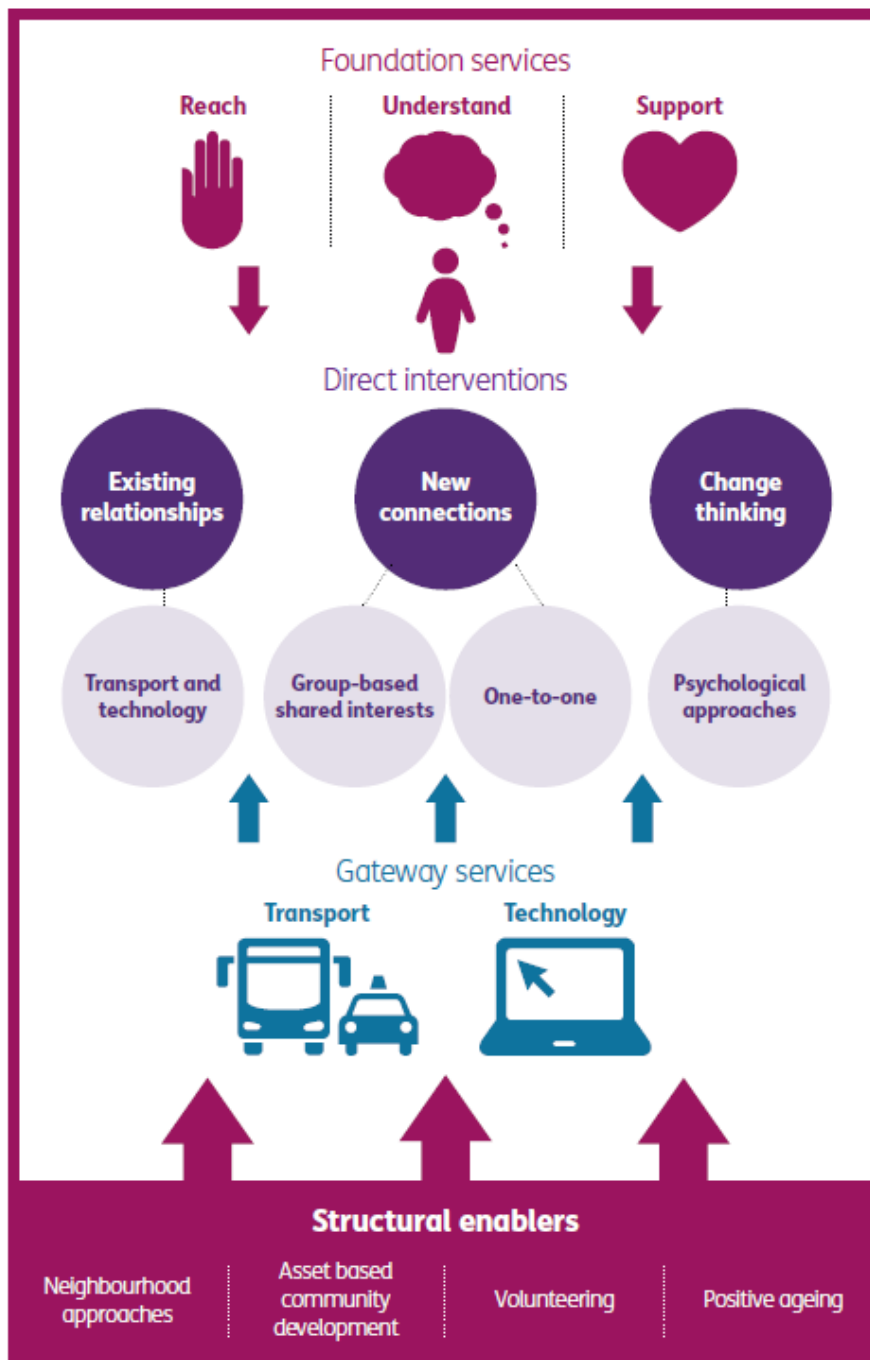 Foundation services
Reach
Understand
Support
Direct interventions
Existing
relationships
New
connections
Change
thinking
Transport and
technology
Group-based
shared interests
One-to-one
Psychological
approaches
Gateway services
Transport
Technology
Structural enablers
Neighbourhood
approaches
Asset based
community
development
Volunteering
Positive ageing